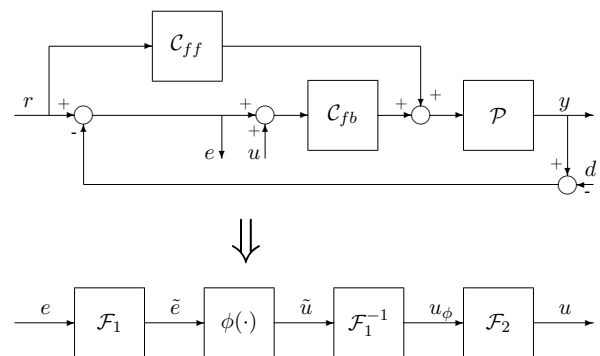 𝒞_ff
r + + + +
- 𝒞_fb 𝒫 y
+
e u + d
-
⇓
e ẽ ũ u_ϕ u
ℱ_1 ϕ(·) ℱ_1^{-1} ℱ_2